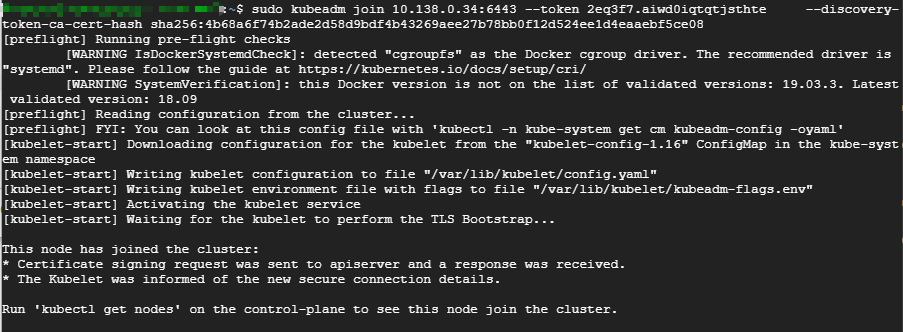 :~$ sudo kubeadm join 10.138.0.34:6443 --token 2eq3f7.aiwd0iqtqtjsthte     --discovery-
token-ca-cert-hash sha256:4b68a6f74b2ade2d58d9bdf4b43269aee27b78bb0f12d524ee1d4eaaebf5ce08
[preflight] Running pre-flight checks
        [WARNING IsDockerSystemdCheck]: detected "cgroupfs" as the Docker cgroup driver. The recommended driver is
"systemd". Please follow the guide at https://kubernetes.io/docs/setup/cri/
        [WARNING SystemVerification]: this Docker version is not on the list of validated versions: 19.03.3. Latest
 validated version: 18.09
[preflight] Reading configuration from the cluster...
[preflight] FYI: You can look at this config file with 'kubectl -n kube-system get cm kubeadm-config -oyaml'
[kubelet-start] Downloading configuration for the kubelet from the "kubelet-config-1.16" ConfigMap in the kube-syst
em namespace
[kubelet-start] Writing kubelet configuration to file "/var/lib/kubelet/config.yaml"
[kubelet-start] Writing kubelet environment file with flags to file "/var/lib/kubelet/kubeadm-flags.env"
[kubelet-start] Activating the kubelet service
[kubelet-start] Waiting for the kubelet to perform the TLS Bootstrap...

This node has joined the cluster:
* Certificate signing request was sent to apiserver and a response was received.
* The Kubelet was informed of the new secure connection details.

Run 'kubectl get nodes' on the control-plane to see this node join the cluster.